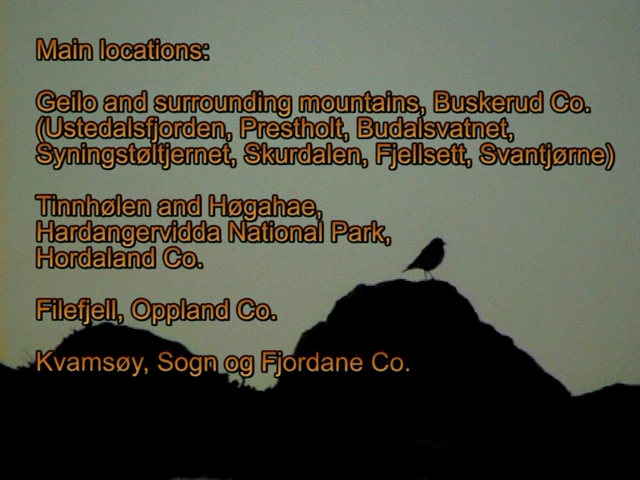 Main locations:
Geilo and surrounding mountains, Buskerud Co.
(Ustedalsfjorden, Prestholt, Budalsvatnet,
Syningstøltjernet, Skurdalen, Fjellsett, Svantjørne)
Tinnhølen and Høgahae,
Hardangervidda National Park,
Hordaland Co.
Filefjell, Oppland Co.
Kvamsøy, Sogn og Fjordane Co.